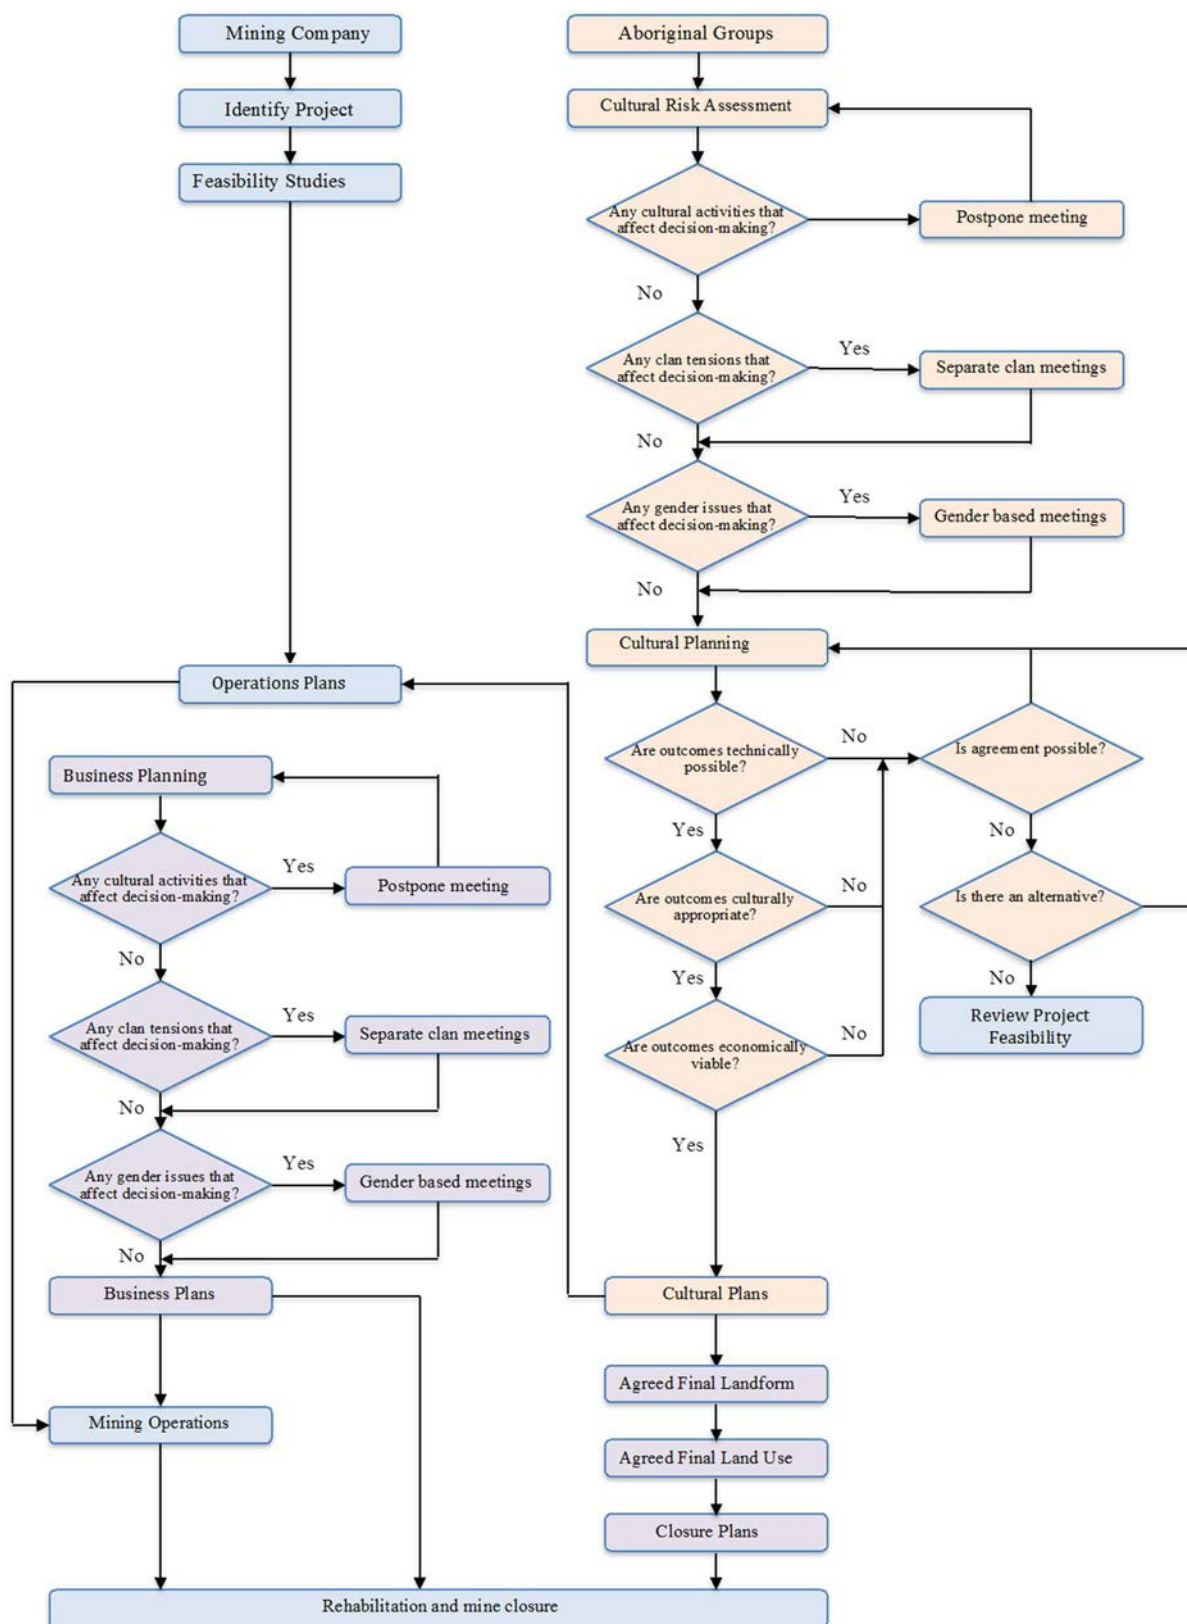 Mining Company
Identify Project
Feasibility Studies
Aboriginal Groups
Cultural Risk Assessment
Any cultural activities that
affect decision-making?
Postpone meeting
No
Any clan tensions that
affect decision-making?
Yes
Separate clan meetings
No
Any gender issues that
affect decision-making?
Yes
Gender based meetings
No
Cultural Planning
Operations Plans
Are outcomes technically
possible?
No
Is agreement possible?
Yes
No
Are outcomes culturally
appropriate?
No
Is there an alternative?
Yes
No
Are outcomes economically
viable?
No
Review Project
Feasibility
Yes
Business Planning
Any cultural activities that
affect decision-making?
Yes
Postpone meeting
No
Any clan tensions that
affect decision-making?
Yes
Separate clan meetings
No
Any gender issues that
affect decision-making?
Yes
Gender based meetings
No
Business Plans
Mining Operations
Cultural Plans
Agreed Final Landform
Agreed Final Land Use
Closure Plans
Rehabilitation and mine closure